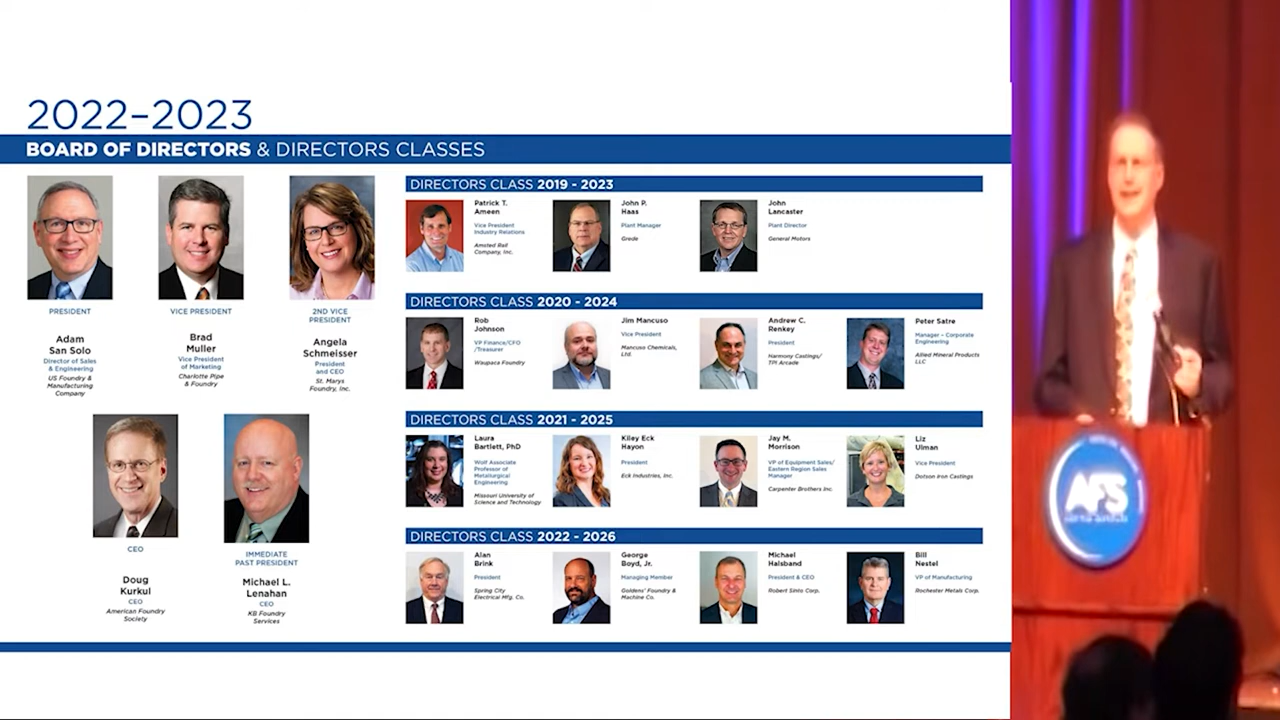 2022–2023
BOARD OF DIRECTORS & DIRECTORS CLASSES
PRESIDENT
Adam
San Solo
Director of Sales
& Engineering
US Foundry &
Manufacturing
Company
VICE PRESIDENT
Brad
Muller
Vice President
of Marketing
Charlotte Pipe
& Foundry
2ND VICE
PRESIDENT
Angela
Schmeisser
President
and CEO
St. Marys
Foundry, Inc.
CEO
Doug
Kurkul
CEO
American Foundry
Society
IMMEDIATE
PAST PRESIDENT
Michael L.
Lenahan
CEO
KB Foundry
Services
DIRECTORS CLASS 2019 - 2023
Patrick T.
Ameen
Vice President
Industry Relations
Amsted Rail
Company, Inc.
John P.
Haas
Plant Manager
Grede
John
Lancaster
Plant Director
General Motors
DIRECTORS CLASS 2020 - 2024
Rob
Johnson
VP Finance/CFO
/Treasurer
Waupaca Foundry
Jim Mancuso
Vice President
Mancuso Chemicals,
Ltd.
Andrew C.
Renkey
President
Harmony Castings/
TPI Arcade
Peter Satre
Manager – Corporate
Engineering
Allied Mineral Products
LLC
DIRECTORS CLASS 2021 - 2025
Laura
Bartlett, PhD
Wolf Associate
Professor of
Metallurgical
Engineering
Missouri University of
Science and Technology
Kiley Eck
Hayon
President
Eck Industries, Inc.
Jay M.
Morrison
VP of Equipment Sales/
Eastern Region Sales
Manager
Carpenter Brothers Inc.
Liz
Ulman
Vice President
Dotson Iron Castings
DIRECTORS CLASS 2022 - 2026
Alan
Brink
President
Spring City
Electrical Mfg. Co.
George
Boyd, Jr.
Managing Member
Goldens' Foundry &
Machine Co.
Michael
Halsband
President & CEO
Robert Sinto Corp.
Bill
Nestel
VP of Manufacturing
Rochester Metals Corp.
AFS